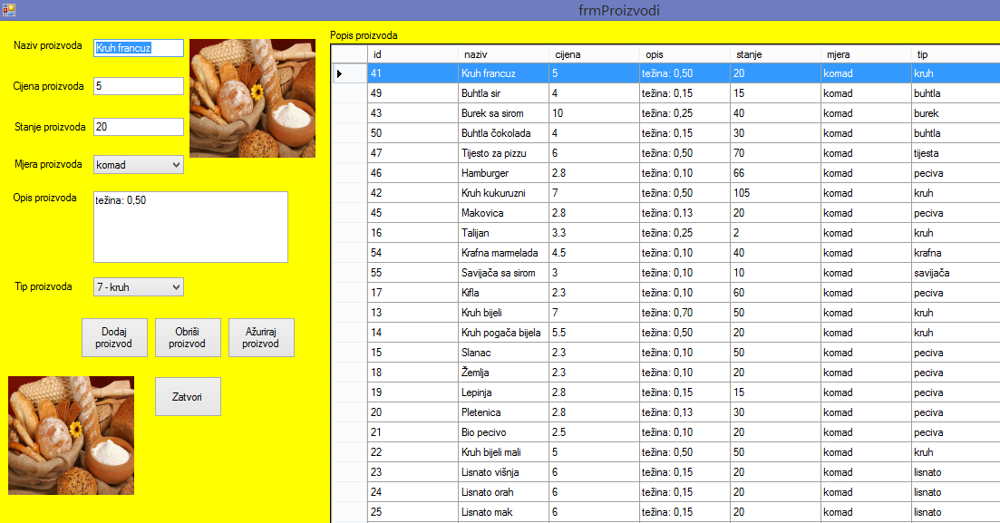 frmProizvodi
Naziv proizvoda Kruh francuz
Cijena proizvoda 5
Stanje proizvoda 20
Mjera proizvoda komad
Opis proizvoda težina: 0,50
Tip proizvoda 7 - kruh
Dodaj proizvod
Obriši proizvod
Ažuriraj proizvod
Zatvori
Popis proizvoda
id naziv cijena opis stanje mjera tip
41 Kruh francuz 5 težina: 0,50 20 komad kruh
49 Buhtla sir 4 težina: 0,15 15 komad buhtla
43 Burek sa sirom 10 težina: 0,25 40 komad burek
50 Buhtla čokolada 4 težina: 0,15 30 komad buhtla
47 Tijesto za pizzu 6 težina: 0,50 70 komad tijesta
46 Hamburger 2.8 težina: 0,10 66 komad peciva
42 Kruh kukuruzni 7 težina: 0,50 105 komad kruh
45 Makovica 2.8 težina: 0,13 20 komad peciva
16 Talijan 3.3 težina: 0,25 2 komad kruh
54 Krafna marmelada 4.5 težina: 0,10 40 komad krafna
55 Savijača sa sirom 3 težina: 0,10 10 komad savijača
17 Kifla 2.3 težina: 0,10 60 komad peciva
13 Kruh bijeli 7 težina: 0,70 50 komad kruh
14 Kruh pogača bijela 5.5 težina: 0,50 20 komad kruh
15 Slanac 2.3 težina: 0,10 50 komad peciva
18 Žemlja 2.3 težina: 0,10 20 komad peciva
19 Lepinja 2.8 težina: 0,15 15 komad peciva
20 Pletenica 2.8 težina: 0,13 30 komad peciva
21 Bio pecivo 2.5 težina: 0,10 20 komad peciva
22 Kruh bijeli mali 5 težina: 0,50 50 komad kruh
23 Lisnato višnja 6 težina: 0,15 20 komad lisnato
24 Lisnato orah 6 težina: 0,15 20 komad lisnato
25 Lisnato mak 6 težina: 0,15 20 komad lisnato